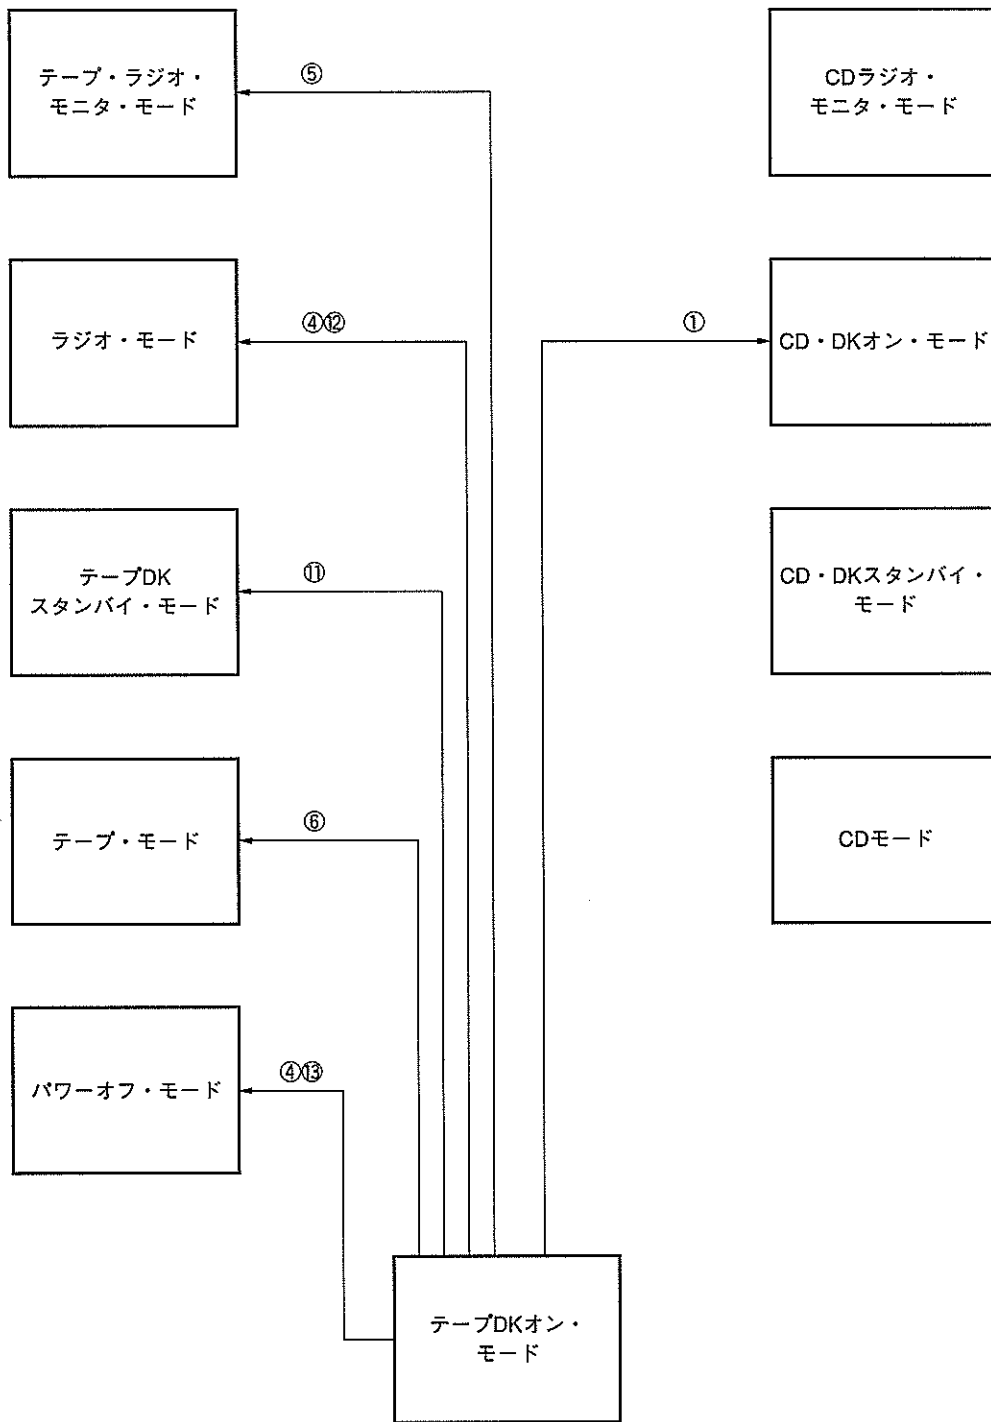 テープ・ラジオ・
モニタ・モード
⑤
CDラジオ・
モニタ・モード
ラジオ・モード
④⑫
①
CD・DKオン・モード
テープDK
スタンバイ・モード
⑪
CD・DKスタンバイ・
モード
テープ・モード
⑥
CDモード
パワーオフ・モード
④⑬
テープDKオン・
モード